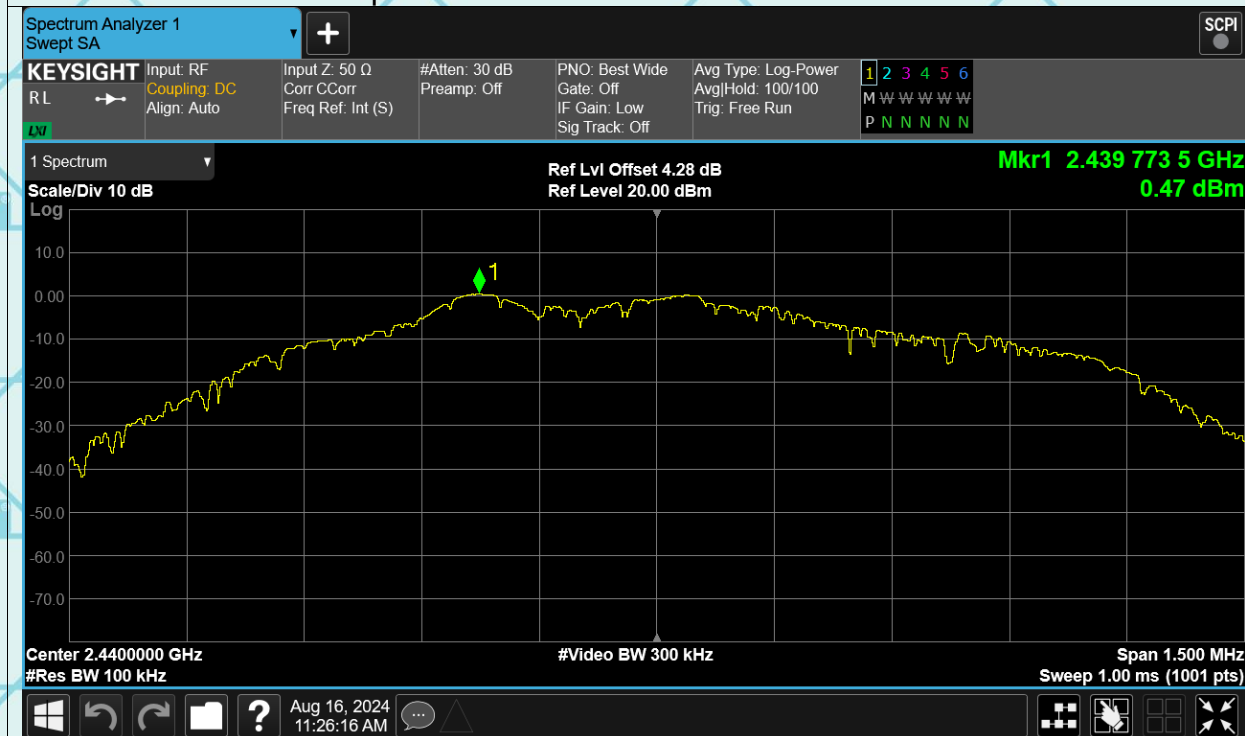 Spectrum Analyzer 1
Swept SA
+
SCPI
KEYSIGHT
RL
LXI
Input: RF
Coupling: DC
Align: Auto
Input Z: 50 Ω
Corr CCorr
Freq Ref: Int (S)
#Atten: 30 dB
Preamp: Off
PNO: Best Wide
Gate: Off
IF Gain: Low
Sig Track: Off
Avg Type: Log-Power
Avg|Hold: 100/100
Trig: Free Run
1 2 3 4 5 6
M W W W W W
P N N N N N
1 Spectrum
Scale/Div 10 dB
Log
Ref Lvl Offset 4.28 dB
Ref Level 20.00 dBm
Mkr1 2.439 773 5 GHz
0.47 dBm
1
10.0
0.00
-10.0
-20.0
-30.0
-40.0
-50.0
-60.0
-70.0
Center 2.4400000 GHz
#Res BW 100 kHz
#Video BW 300 kHz
Span 1.500 MHz
Sweep 1.00 ms (1001 pts)
?
Aug 16, 2024
11:26:16 AM